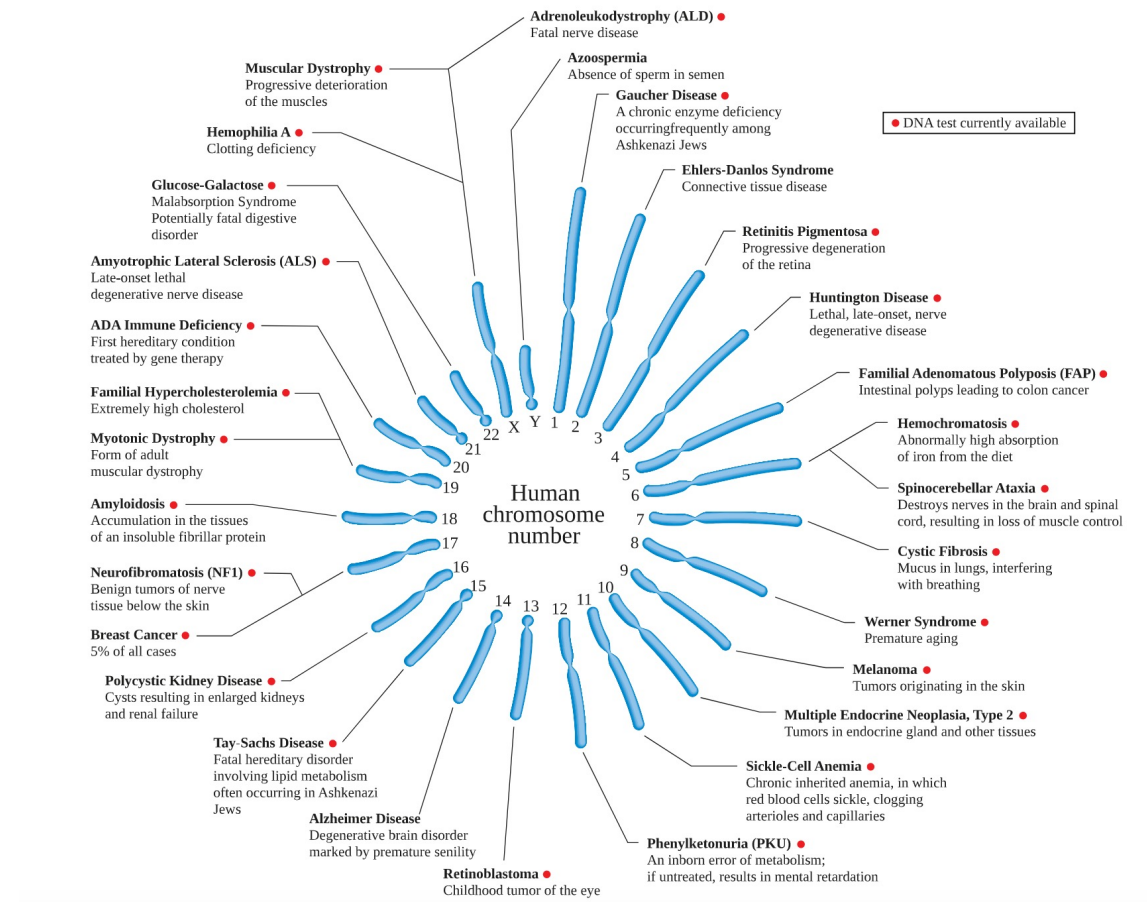 Adrenoleukodystrophy (ALD)
Fatal nerve disease
Azoospermia
Absence of sperm in semen
Muscular Dystrophy
Progressive deterioration
of the muscles
Gaucher Disease
A chronic enzyme deficiency
occurringfrequently among
Ashkenazi Jews
DNA test currently available
Hemophilia A
Clotting deficiency
Ehlers-Danlos Syndrome
Connective tissue disease
Glucose-Galactose
Malabsorption Syndrome
Potentially fatal digestive
disorder
Retinitis Pigmentosa
Progressive degeneration
of the retina
Amyotrophic Lateral Sclerosis (ALS)
Late-onset lethal
degenerative nerve disease
Huntington Disease
Lethal, late-onset, nerve
degenerative disease
ADA Immune Deficiency
First hereditary condition
treated by gene therapy
Familial Adenomatous Polyposis (FAP)
Intestinal polyps leading to colon cancer
Familial Hypercholesterolemia
Extremely high cholesterol
Hemochromatosis
Abnormally high absorption
of iron from the diet
Myotonic Dystrophy
Form of adult
muscular dystrophy
Spinocerebellar Ataxia
Destroys nerves in the brain and spinal
cord, resulting in loss of muscle control
Amyloidosis
Accumulation in the tissues
of an insoluble fibrillar protein
Cystic Fibrosis
Mucus in lungs, interfering
with breathing
Neurofibromatosis (NF1)
Benign tumors of nerve
tissue below the skin
Werner Syndrome
Premature aging
Breast Cancer
5% of all cases
Melanoma
Tumors originating in the skin
Polycystic Kidney Disease
Cysts resulting in enlarged kidneys
and renal failure
Multiple Endocrine Neoplasia, Type 2
Tumors in endocrine gland and other tissues
Tay-Sachs Disease
Fatal hereditary disorder
involving lipid metabolism
often occurring in Ashkenazi
Jews
Sickle-Cell Anemia
Chronic inherited anemia, in which
red blood cells sickle, clogging
arterioles and capillaries
Alzheimer Disease
Degenerative brain disorder
marked by premature senility
Phenylketonuria (PKU)
An inborn error of metabolism;
if untreated, results in mental retardation
Retinoblastoma
Childhood tumor of the eye
Human
chromosome
number
1
2
3
4
5
6
7
8
9
10
11
12
13
14
15
16
17
18
19
20
21
22
X
Y